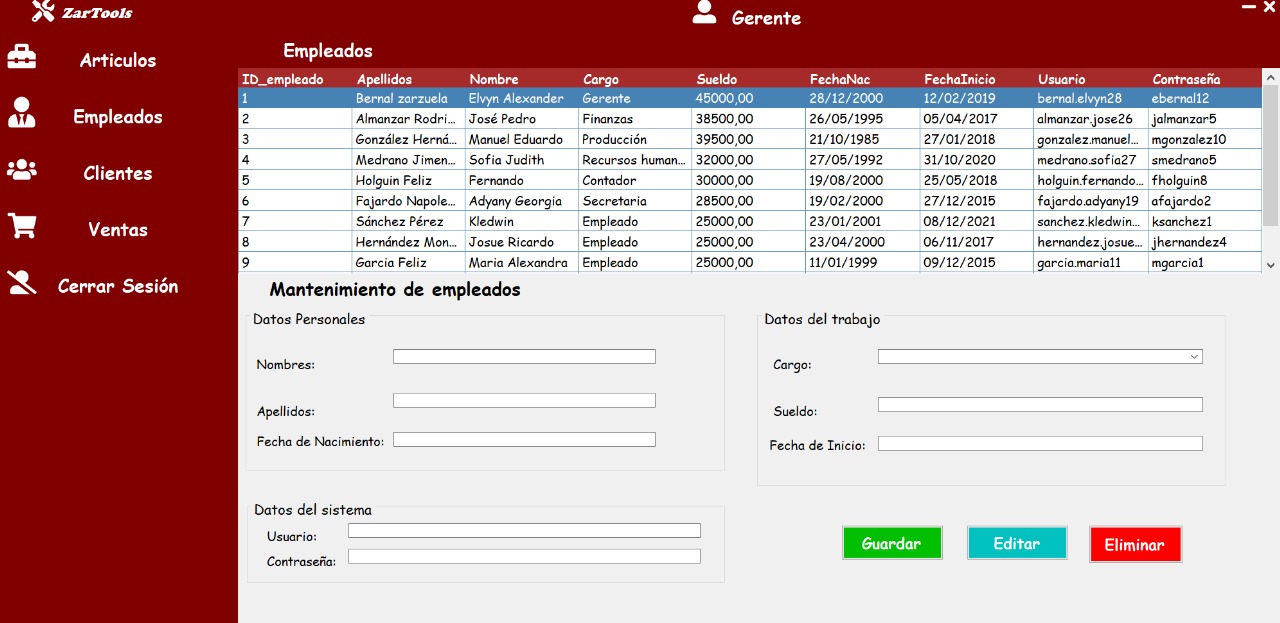 ZarTools
Gerente
Articulos
Empleados
Clientes
Ventas
Cerrar Sesión
Empleados
ID_empleado Apellidos Nombre Cargo Sueldo FechaNac FechaInicio Usuario Contraseña
1 Bernal zarzuela Elvyn Alexander Gerente 45000,00 28/12/2000 12/02/2019 bernal.elvyn28 ebernal12
2 Almanzar Rodri... José Pedro Finanzas 38500,00 26/05/1995 05/04/2017 almanzar.jose26 jalmanzar5
3 González Herná... Manuel Eduardo Producción 39500,00 21/10/1985 27/01/2018 gonzalez.manuel... mgonzalez10
4 Medrano Jimen... Sofia Judith Recursos human... 32000,00 27/05/1992 31/10/2020 medrano.sofia27 smedrano5
5 Holguin Feliz Fernando Contador 30000,00 19/08/2000 25/05/2018 holguin.fernando... fholguin8
6 Fajardo Napole... Adyany Georgia Secretaria 28500,00 19/02/2000 27/12/2015 fajardo.adyany19 afajardo2
7 Sánchez Pérez Kledwin Empleado 25000,00 23/01/2001 08/12/2021 sanchez.kledwin... ksanchez1
8 Hernández Mon... Josue Ricardo Empleado 25000,00 23/04/2000 06/11/2017 hernandez.josue... jhernandez4
9 Garcia Feliz Maria Alexandra Empleado 25000,00 11/01/1999 09/12/2015 garcia.maria11 mgarcia1
Mantenimiento de empleados
Datos Personales
Nombres:
Apellidos:
Fecha de Nacimiento:
Datos del trabajo
Cargo:
Sueldo:
Fecha de Inicio:
Datos del sistema
Usuario:
Contraseña:
Guardar Editar Eliminar